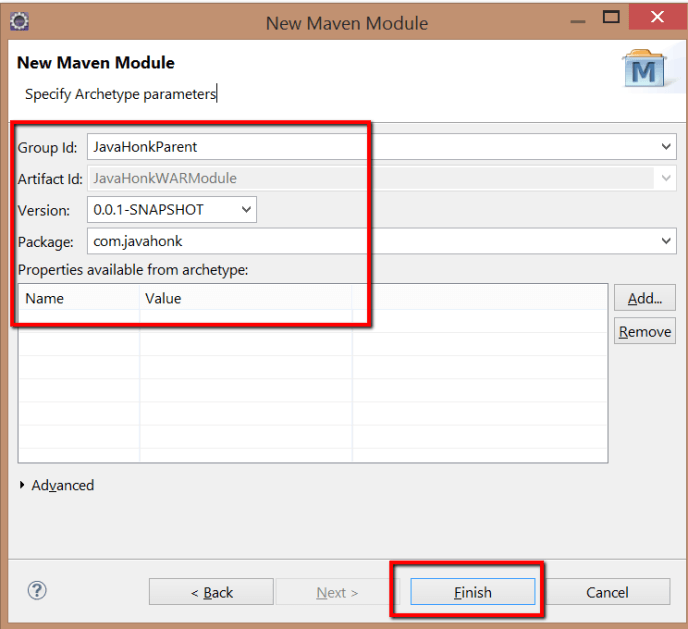 New Maven Module
New Maven Module
Specify Archetype parameters
M
Group Id: JavaHonkParent
Artifact Id: JavaHonkWARModule
Version: 0.0.1-SNAPSHOT
Package: com.javahonk
Properties available from archetype:
Name Value Add...
Remove
Advanced
? < Back Next > Finish Cancel